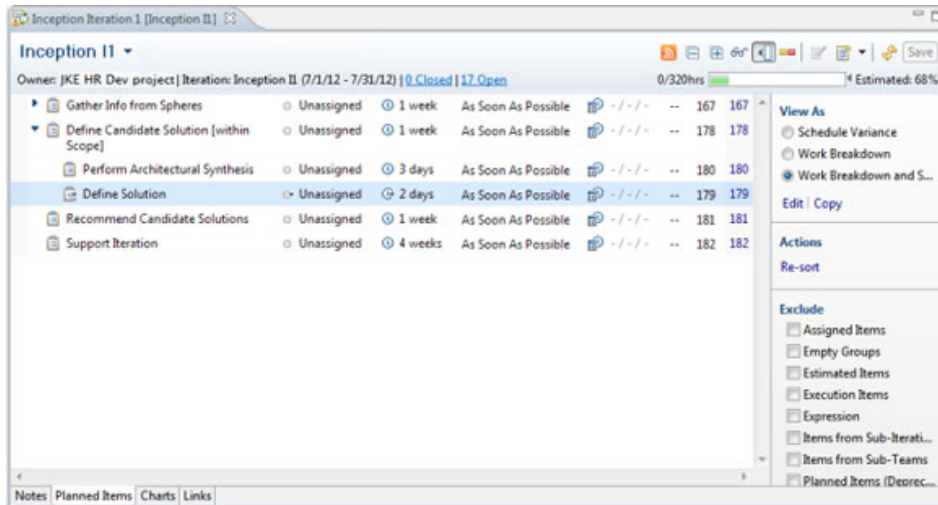 Inception Iteration 1 [Inception I1]
Inception I1
Save
Owner: JKE HR Dev project | Iteration: Inception I1 (7/1/12 - 7/31/12) | 0 Closed | 17 Open
0/320hrs
Estimated: 68%
Gather Info from Spheres Unassigned 1 week As Soon As Possible - / - / - -- 167 167
Define Candidate Solution [within Scope] Unassigned 1 week As Soon As Possible - / - / - -- 178 178
Perform Architectural Synthesis Unassigned 3 days As Soon As Possible - / - / - -- 180 180
Define Solution Unassigned 2 days As Soon As Possible - / - / - -- 179 179
Recommend Candidate Solutions Unassigned 1 week As Soon As Possible - / - / - -- 181 181
Support Iteration Unassigned 4 weeks As Soon As Possible - / - / - -- 182 182
View As
Schedule Variance
Work Breakdown
Work Breakdown and S...
Edit | Copy
Actions
Re-sort
Exclude
Assigned Items
Empty Groups
Estimated Items
Execution Items
Expression
Items from Sub-Iterati...
Items from Sub-Teams
Planned Items (Deprec...
Notes Planned Items Charts Links